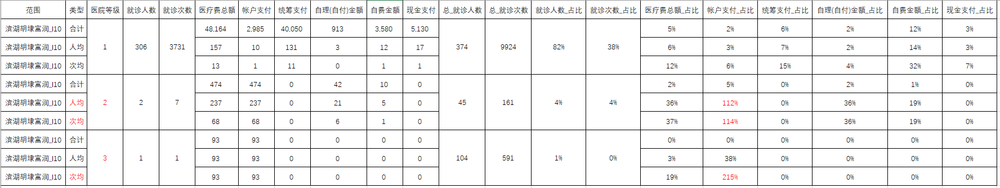 范围 类型 医院等级 就诊人数 就诊次数 医疗费总额 帐户支付 统筹支付 自理(自付)金额 自费金额 现金支付 总_就诊人数 总_就诊次数 就诊人数_占比 就诊次数_占比 医疗费总额_占比 帐户支付_占比 统筹支付_占比 自理(自付)金额_占比 自费金额_占比 现金支付_占比
滨湖胡埭富润_I10 合计 48,164 2,985 40,050 913 3,580 5,130 5% 2% 6% 2% 12% 3%
滨湖胡埭富润_I10 人均 1 306 3731 157 10 131 3 12 17 374 9924 82% 38% 6% 3% 7% 2% 14% 3%
滨湖胡埭富润_I10 次均 13 1 11 0 1 1 12% 6% 15% 4% 32% 7%
滨湖胡埭富润_I10 合计 474 474 0 42 10 0 2% 5% 0% 2% 1% 0%
滨湖胡埭富润_I10 人均 2 2 7 237 237 0 21 5 0 45 161 4% 4% 36% 112% 0% 36% 19% 0%
滨湖胡埭富润_I10 次均 68 68 0 6 1 0 37% 114% 0% 36% 19% 0%
滨湖胡埭富润_I10 合计 93 93 0 0 0 0 0% 0% 0% 0% 0% 0%
滨湖胡埭富润_I10 人均 3 1 1 93 93 0 0 0 0 104 591 1% 0% 3% 38% 0% 0% 0% 0%
滨湖胡埭富润_I10 次均 93 93 0 0 0 0 19% 215% 0% 0% 0% 0%